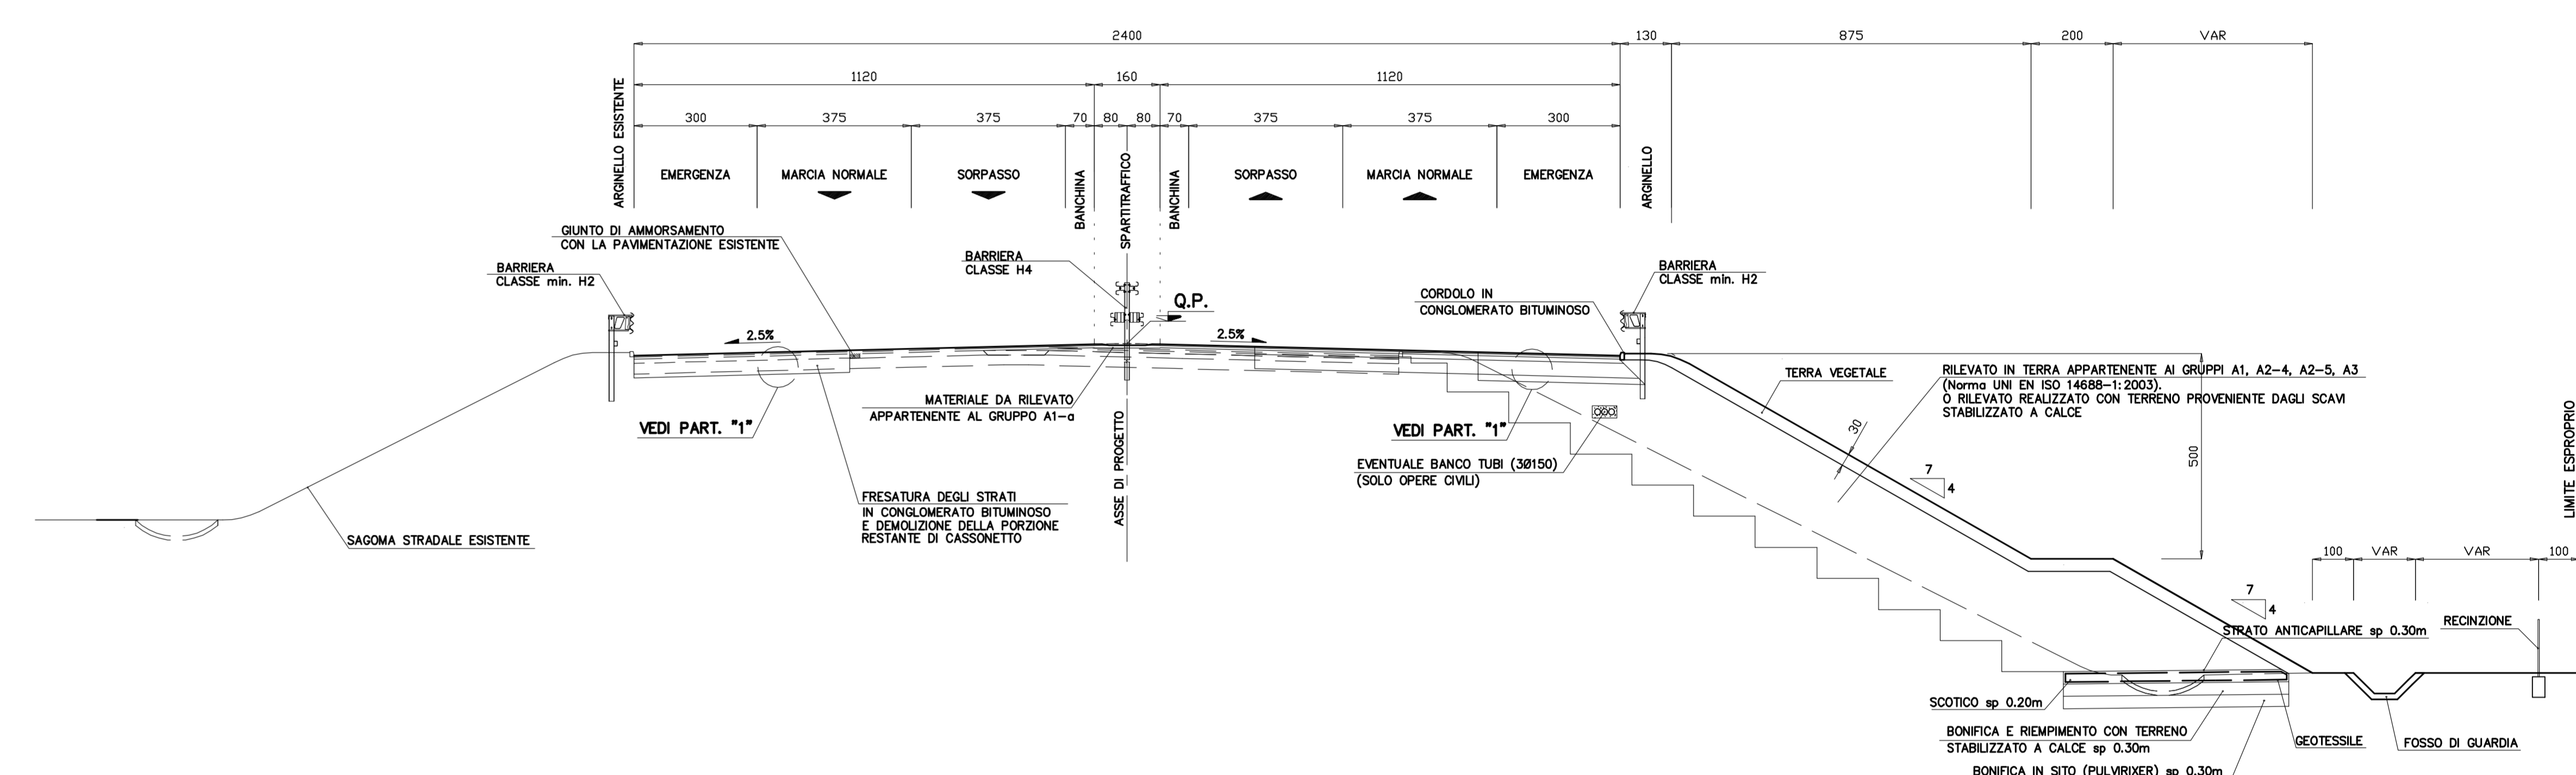 2400
130
875
200
VAR
1120
160
1120
300
375
375
70
80
80
70
375
375
300
ARGINELLO ESISTENTE
EMERGENZA
MARCIA NORMALE
SORPASSO
BANCHINA
SPARTITRAFFICO
BANCHINA
SORPASSO
MARCIA NORMALE
EMERGENZA
ARGINELLO
GIUNTO DI AMMORSAMENTO
CON LA PAVIMENTAZIONE ESISTENTE
BARRIERA
CLASSE min. H2
BARRIERA
CLASSE H4
Q.P.
CORDOLO IN
CONGLOMERATO BITUMINOSO
BARRIERA
CLASSE min. H2
2.5%
2.5%
VEDI PART. "1"
MATERIALE DA RILEVATO
APPARTENENTE AL GRUPPO A1-a
ASSE DI PROGETTO
VEDI PART. "1"
TERRA VEGETALE
RILEVATO IN TERRA APPARTENENTE AI GRUPPI A1, A2-4, A2-5, A3
(Norma UNI EN ISO 14688-1:2003).
O RILEVATO REALIZZATO CON TERRENO PROVENIENTE DAGLI SCAVI
STABILIZZATO A CALCE
30
500
LIMITE ESPROPRIO
EVENTUALE BANCO TUBI (3Ø150)
(SOLO OPERE CIVILI)
7
4
FRESATURA DEGLI STRATI
IN CONGLOMERATO BITUMINOSO
E DEMOLIZIONE DELLA PORZIONE
RESTANTE DI CASSONETTO
SAGOMA STRADALE ESISTENTE
100
VAR
VAR
100
7
4
STRATO ANTICAPILLARE sp 0.30m
RECINZIONE
SCOTICO sp 0.20m
BONIFICA E RIEMPIMENTO CON TERRENO
STABILIZZATO A CALCE sp 0.30m
GEOTESSILE
FOSSO DI GUARDIA
BONIFICA IN SITO (PULVIRIXER) sp 0.30m